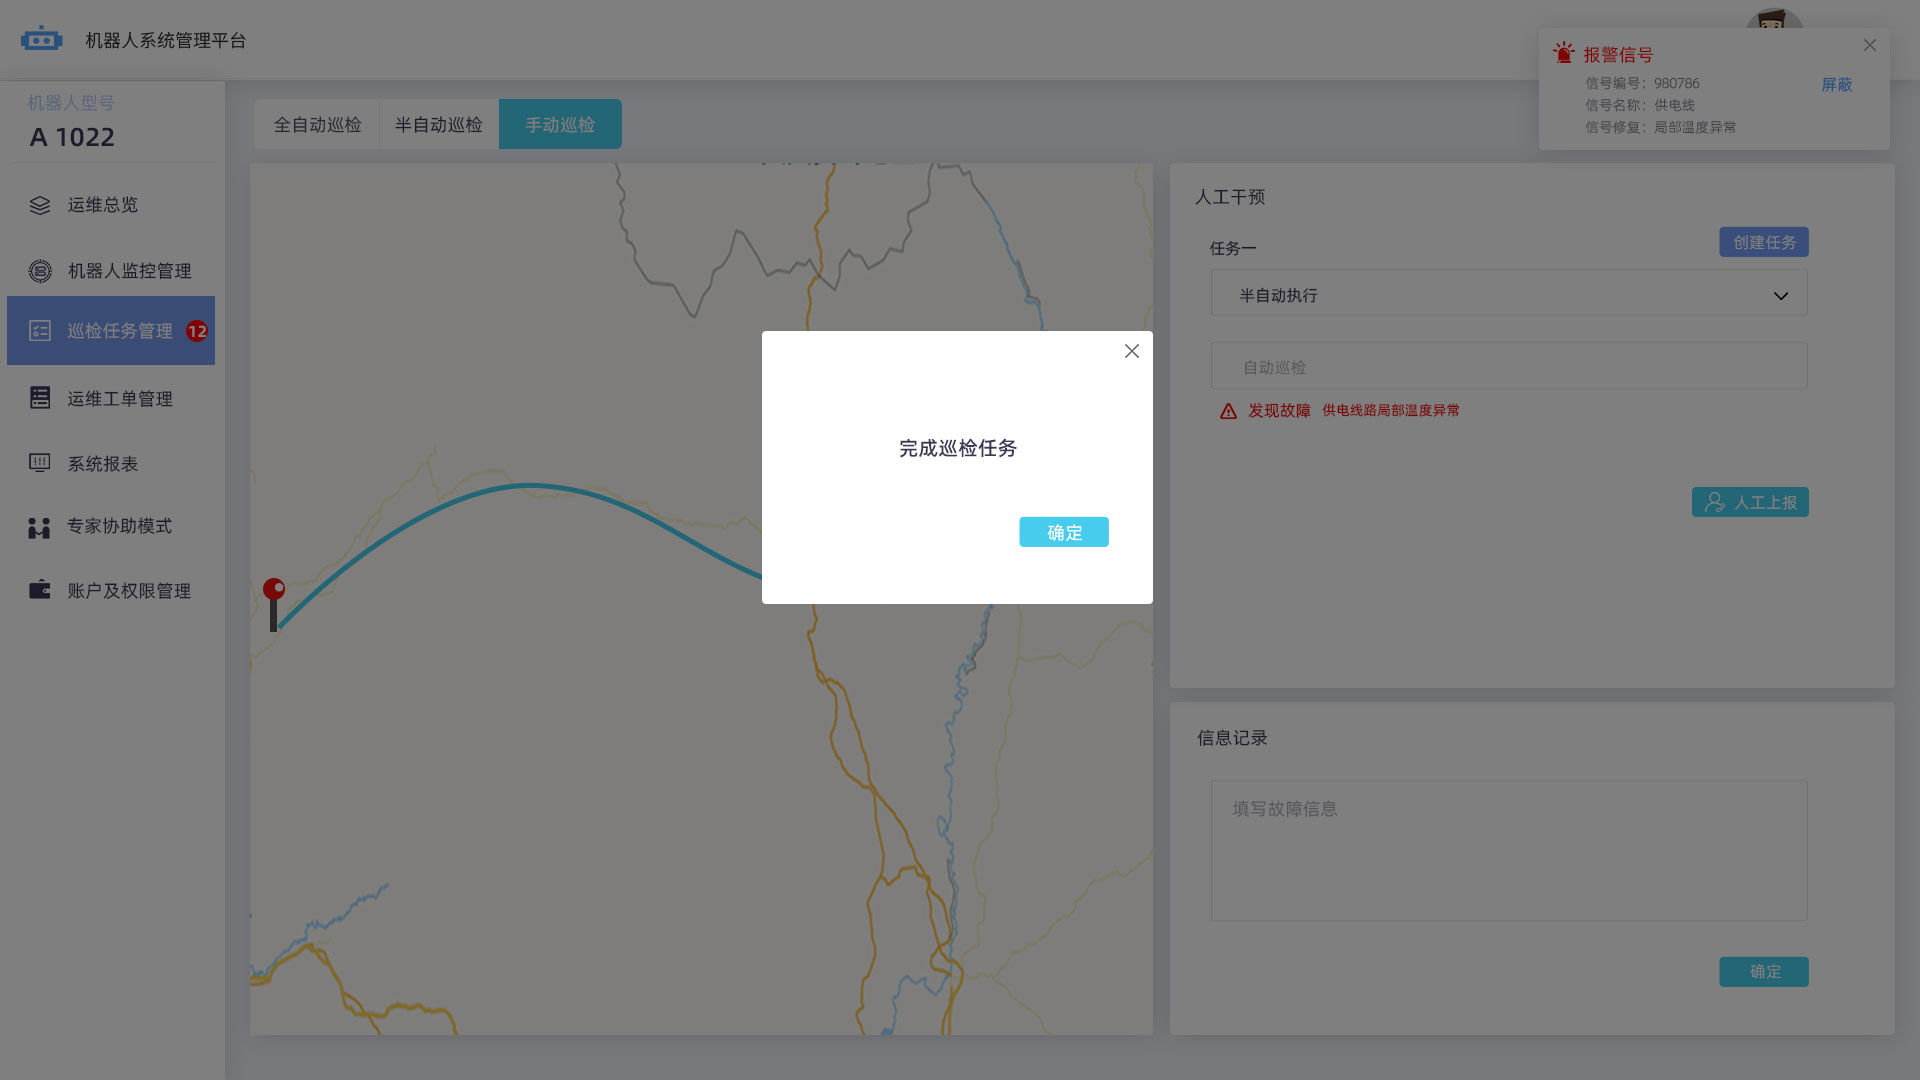 机器人系统管理平台
报警信号
信号编号：980786
屏蔽
信号名称：供电线
信号修复：局部温度异常
机器人型号
A 1022
运维总览
机器人监控管理
巡检任务管理 12
运维工单管理
系统报表
专家协助模式
账户及权限管理
全自动巡检 半自动巡检 手动巡检
人工干预
任务一
创建任务
半自动执行
自动巡检
发现故障 供电线路局部温度异常
人工上报
完成巡检任务
确定
信息记录
填写故障信息
确定